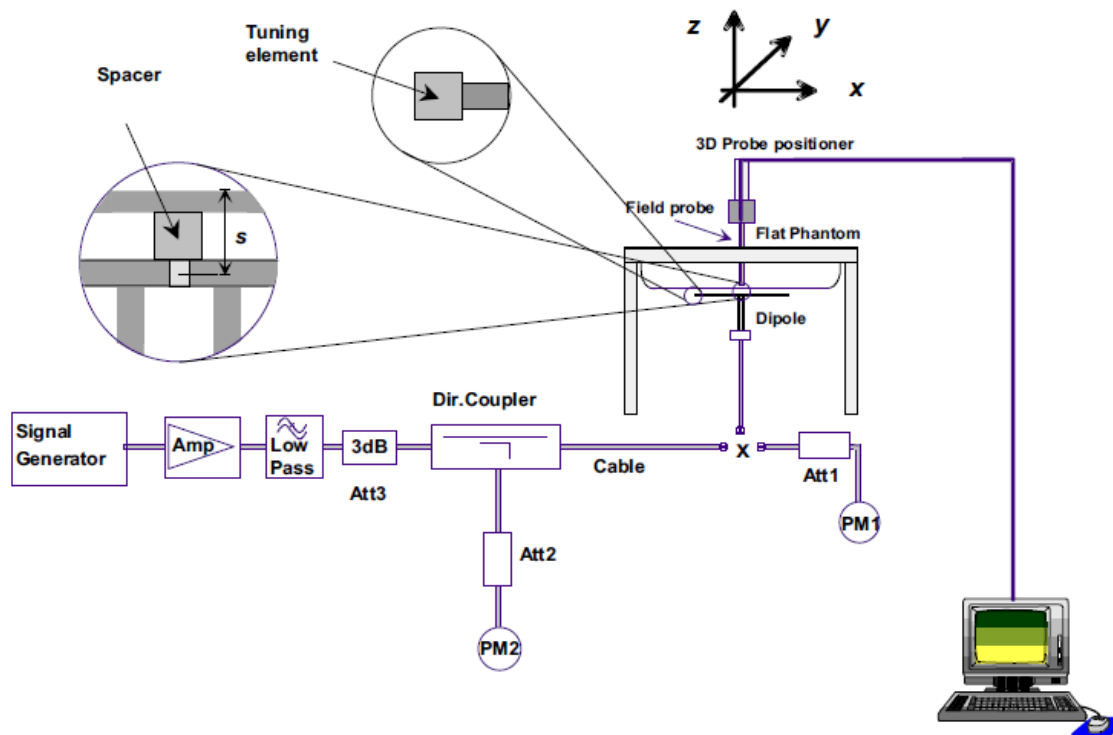 Tuning
element
z
y
x
Spacer
s
3D Probe positioner
Field probe
Flat Phantom
Dipole
Dir.Coupler
Signal
Generator
Amp
Low
Pass
3dB
Att3
Cable
x
Att1
PM1
Att2
PM2